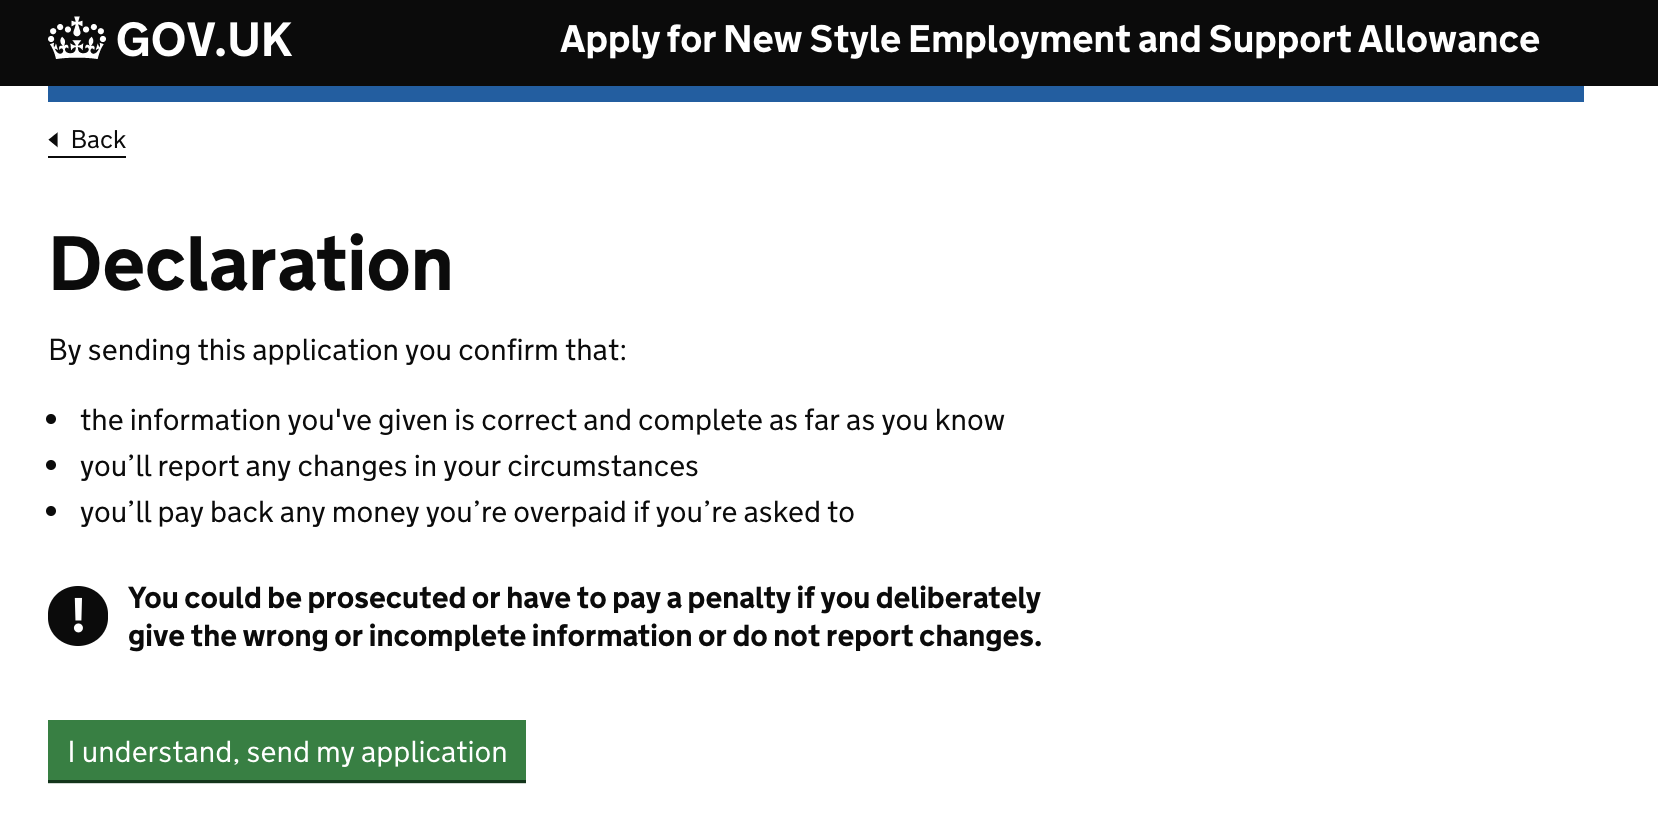 GOV.UK
Apply for New Style Employment and Support Allowance
Back
Declaration
By sending this application you confirm that:
the information you've given is correct and complete as far as you know
you’ll report any changes in your circumstances
you’ll pay back any money you’re overpaid if you’re asked to
You could be prosecuted or have to pay a penalty if you deliberately
give the wrong or incomplete information or do not report changes.
I understand, send my application